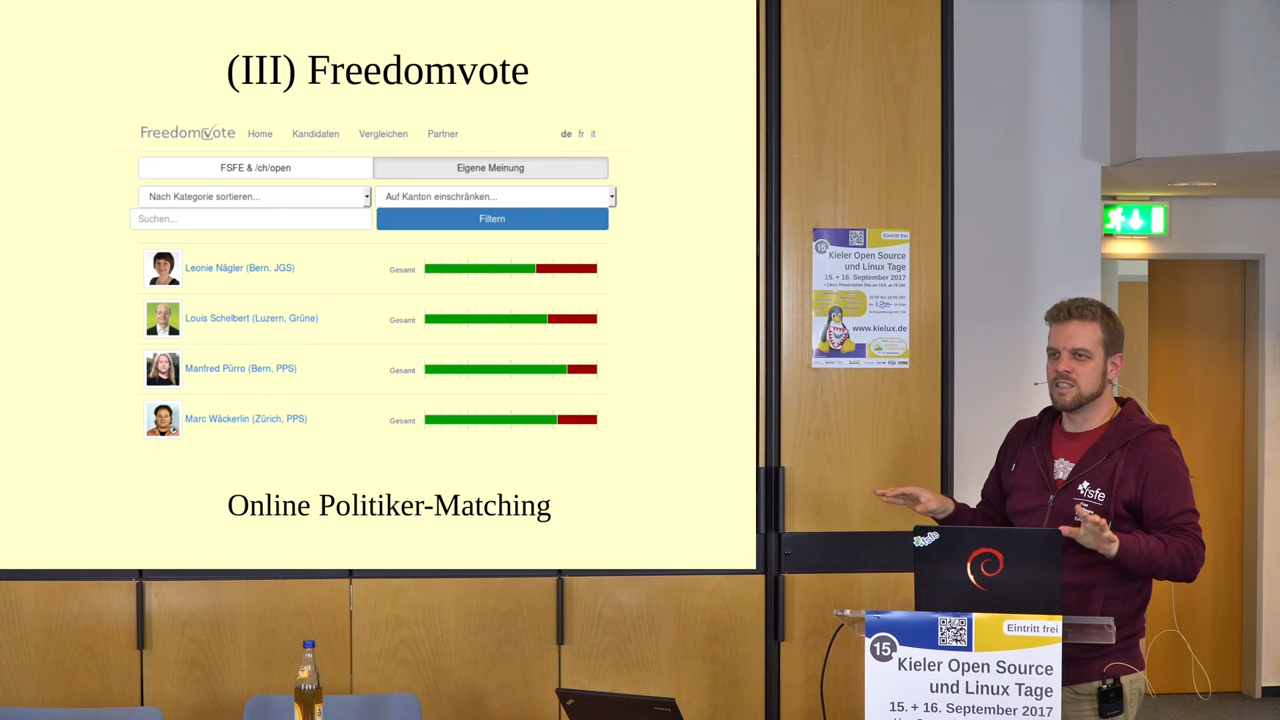 (III) Freedomvote
Freedomvote Home Kandidaten Vergleichen Partner de fr it
FSFE & /ch/open Eigene Meinung
Nach Kategorie sortieren... Auf Kanton einschränken...
Suchen... Filtern
Leonie Nägler (Bern, JGS) Gesamt
Louis Schelbert (Luzern, Grüne) Gesamt
Manfred Pürro (Bern, PPS) Gesamt
Marc Wäckerlin (Zürich, PPS) Gesamt
Online Politiker-Matching
Eintritt frei
15.
Kieler Open Source
und Linux Tage
15. + 16. September 2017
www.kielux.de
fsfe
fsfe
Eintritt frei
15.
Kieler Open Source
und Linux Tage
15. + 16. September 2017